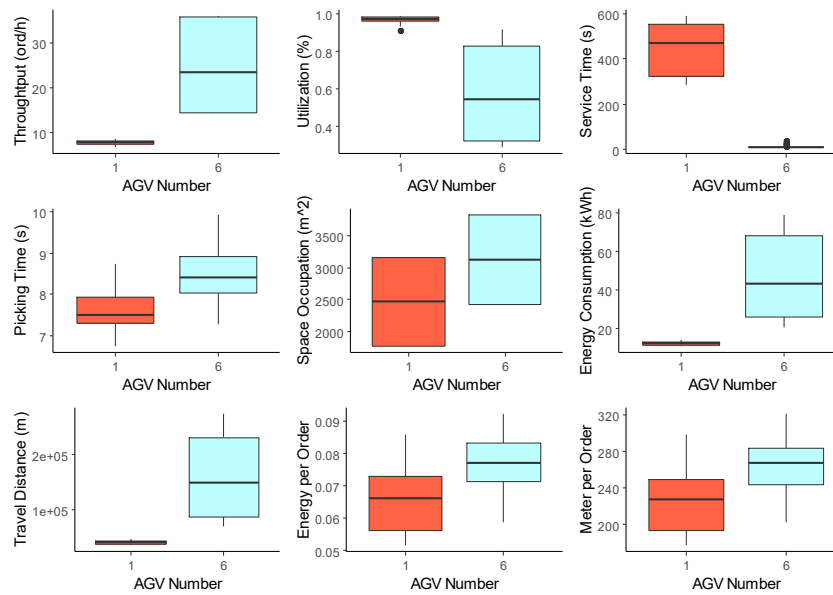 Throughtput (ord/h)
30
20
10
1
6
AGV Number
Utilization (%)
1.0
0.8
0.6
0.4
1
6
AGV Number
Service Time (s)
600
400
200
0
1
6
AGV Number
Picking Time (s)
10
9
8
7
1
6
AGV Number
Space Occupation (m^2)
3500
3000
2500
2000
1
6
AGV Number
Energy Consumption (kWh)
80
60
40
20
1
6
AGV Number
Travel Distance (m)
2e+05
1e+05
1
6
AGV Number
Energy per Order
0.09
0.08
0.07
0.06
0.05
1
6
AGV Number
Meter per Order
320
280
240
200
1
6
AGV Number